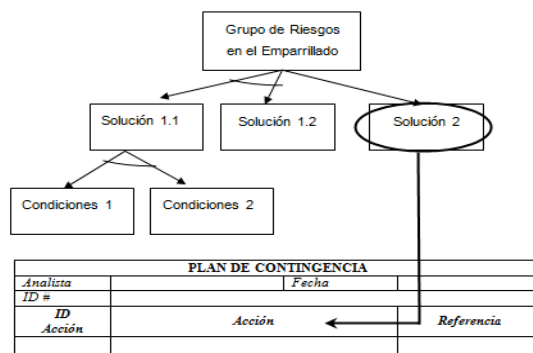 Grupo de Riesgos
en el Emparrillado
Solución 1.1
Solución 1.2
Solución 2
Condiciones 1
Condiciones 2
PLAN DE CONTINGENCIA
Analista
Fecha
ID #
ID
Acción
Acción
Referencia